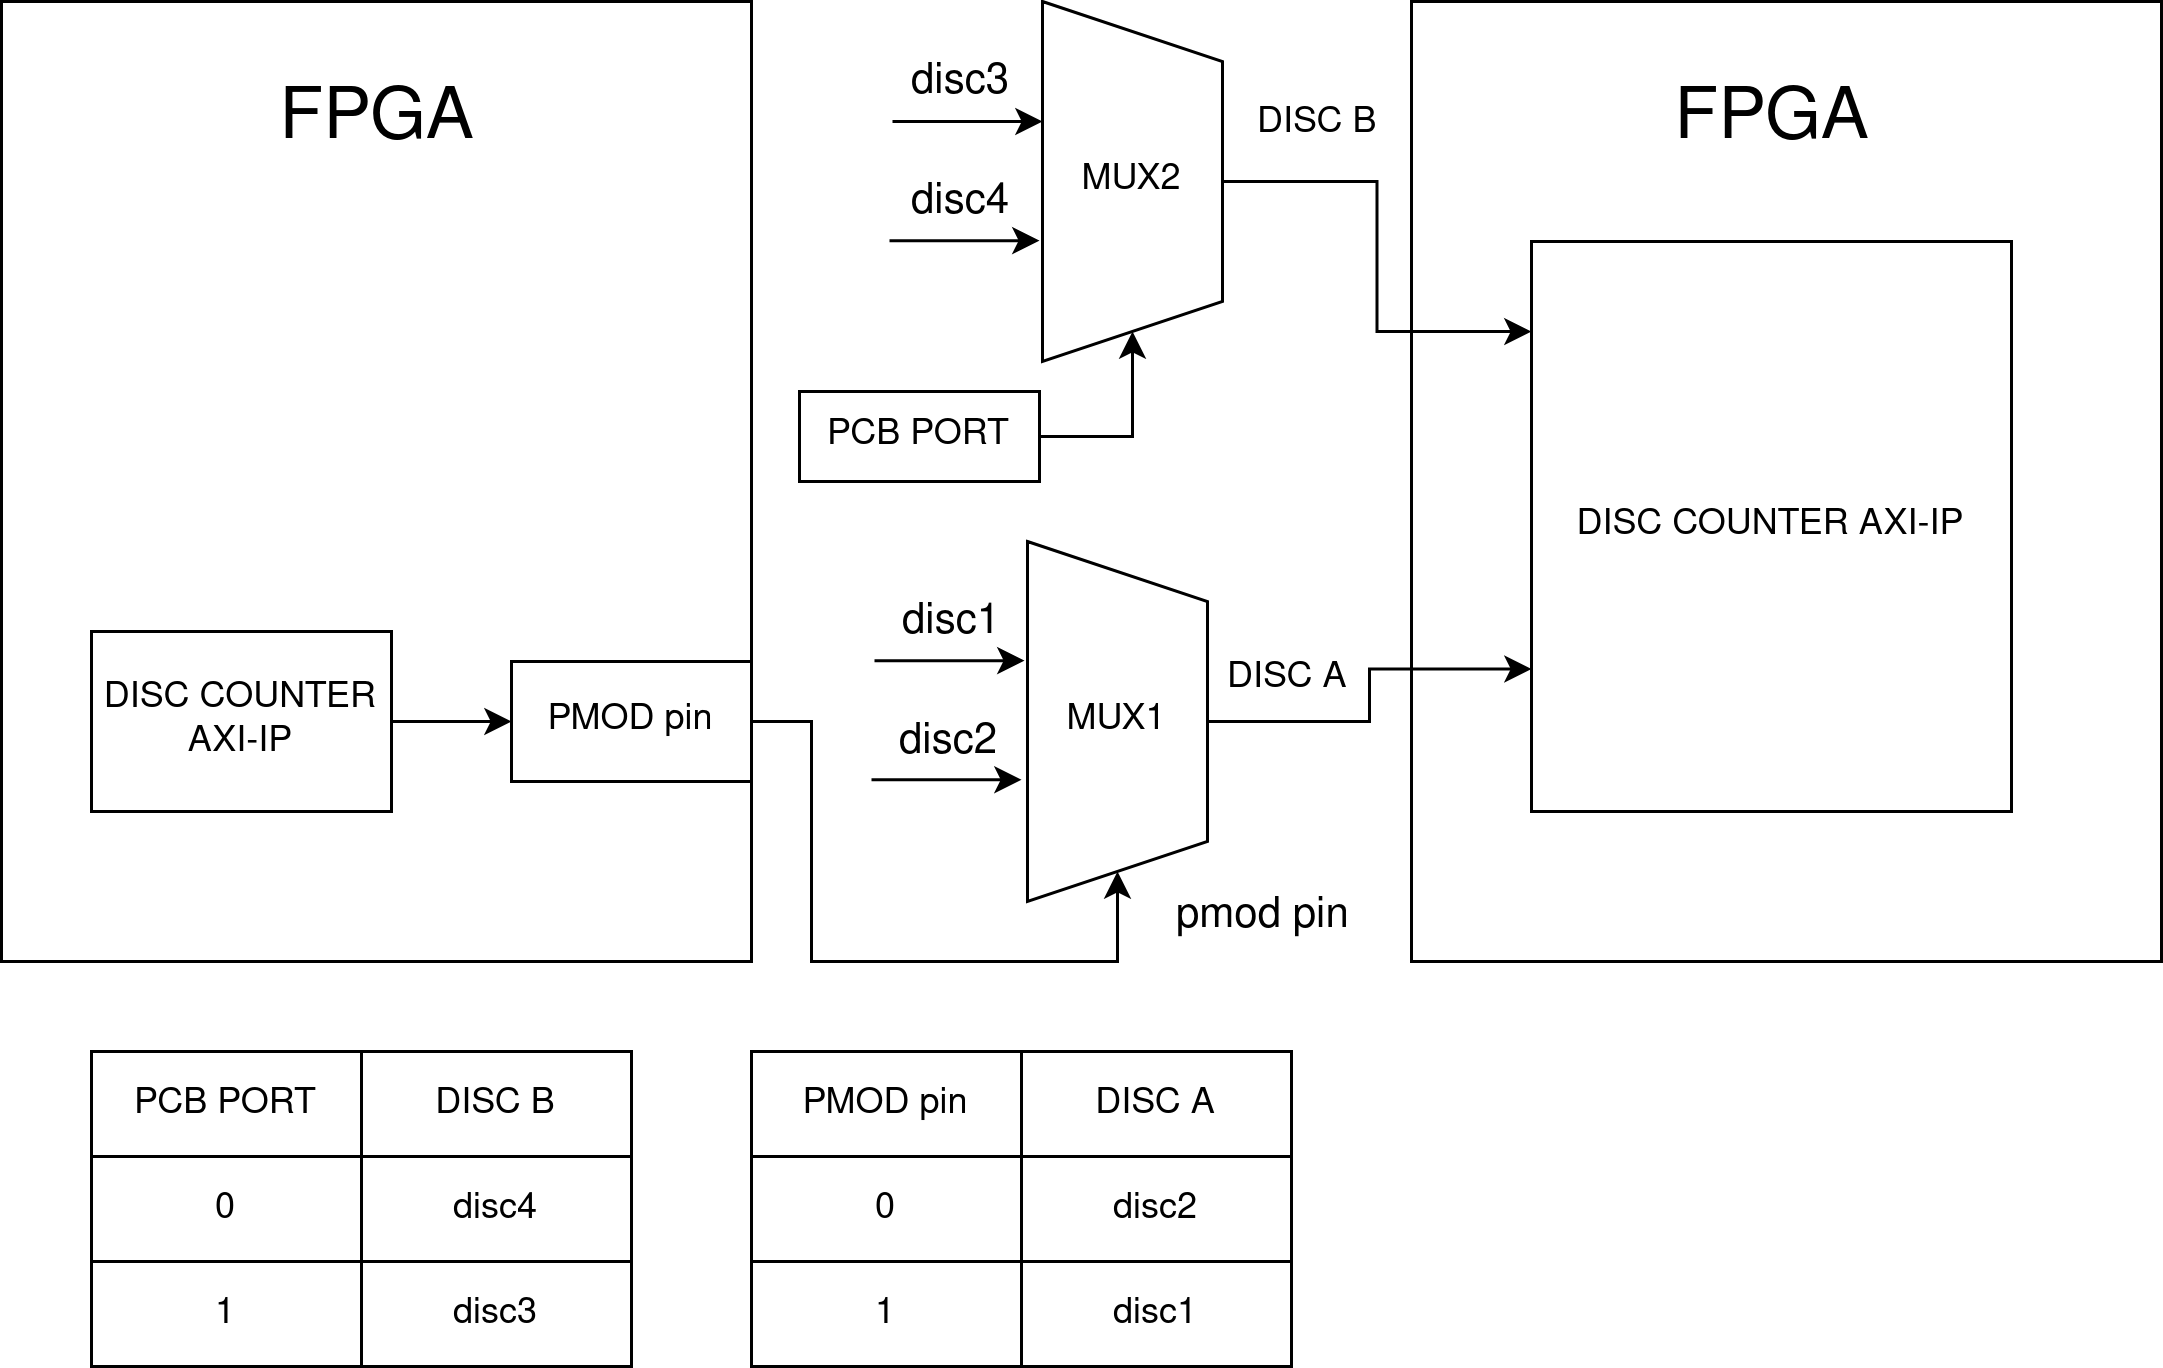 FPGA
disc3
disc4
MUX2
DISC B
FPGA
PCB PORT
DISC COUNTER AXI-IP
disc1
disc2
MUX1
DISC A
DISC COUNTER
AXI-IP
PMOD pin
pmod pin
PCB PORT DISC B
0 disc4
1 disc3
PMOD pin DISC A
0 disc2
1 disc1